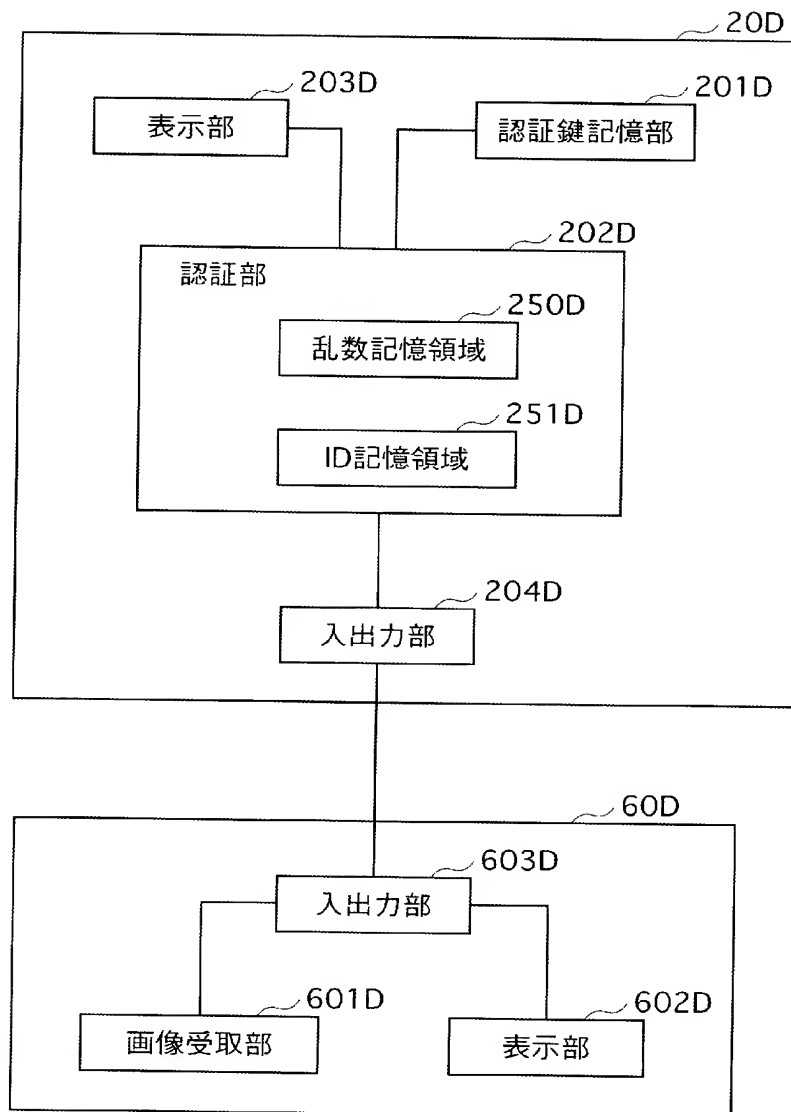 20D
203D
表示部
201D
認証鍵記憶部
202D
認証部
250D
乱数記憶領域
251D
ID記憶領域
204D
入出力部
60D
603D
入出力部
601D
画像受取部
602D
表示部